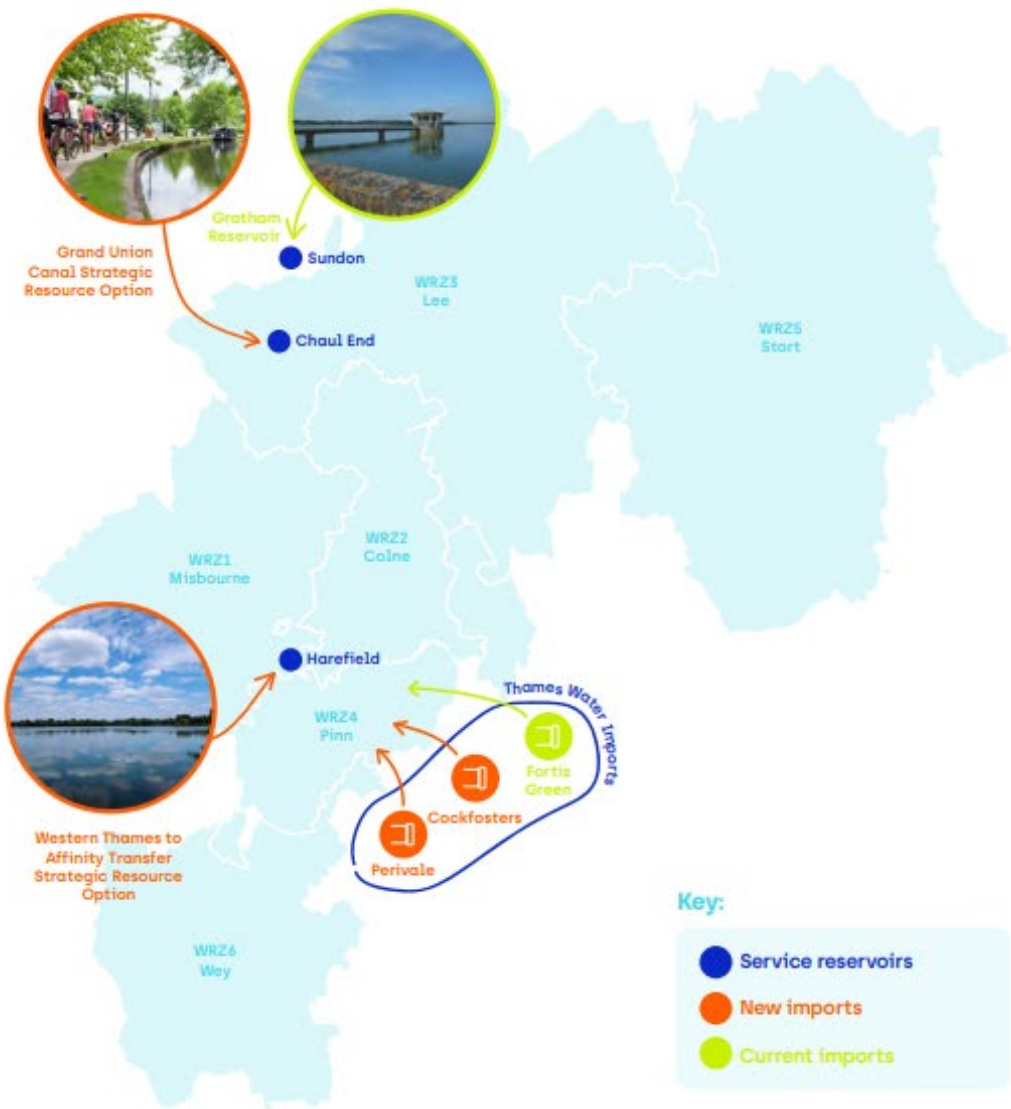 Gratham
Reservoir
Grand Union
Canal Strategic
Resource Option
Sundon
WRZ3
Lee
Chaul End
WRZ5
Stort
WRZ2
Colne
WRZ1
Misbourne
Harefield
Thames Water Imports
WRZ4
Pinn
Fortis
Green
Cockfosters
Perivale
Western Thames to
Affinity Transfer
Strategic Resource
Option
WRZ6
Wey
Key:
Service reservoirs
New imports
Current imports